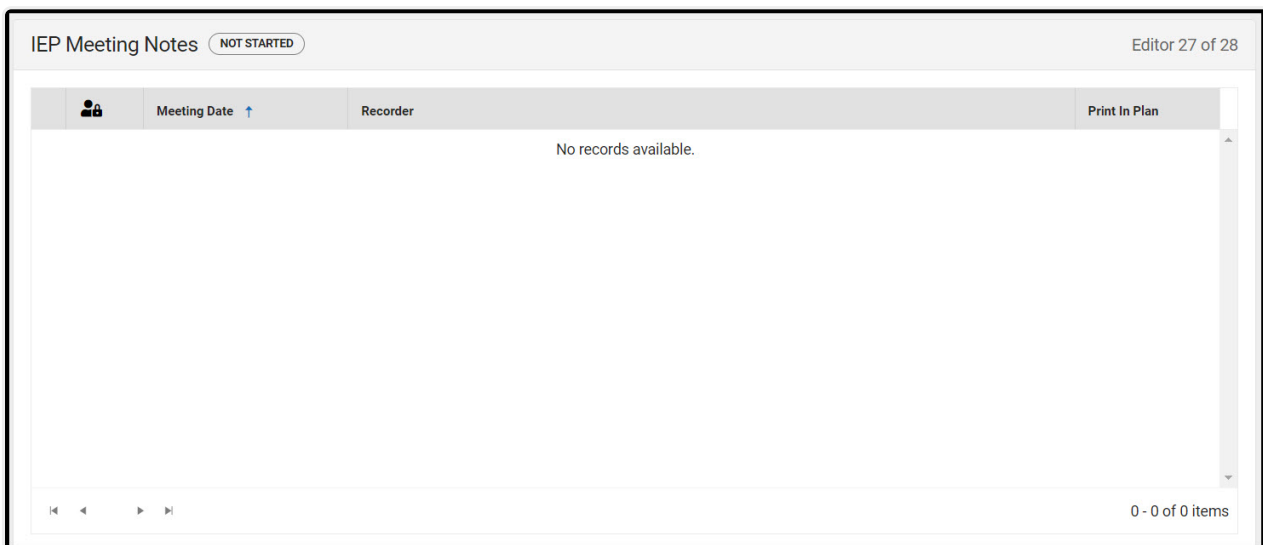 IEP Meeting Notes NOT STARTED Editor 27 of 28
Meeting Date Recorder Print In Plan
No records available.
0 - 0 of 0 items